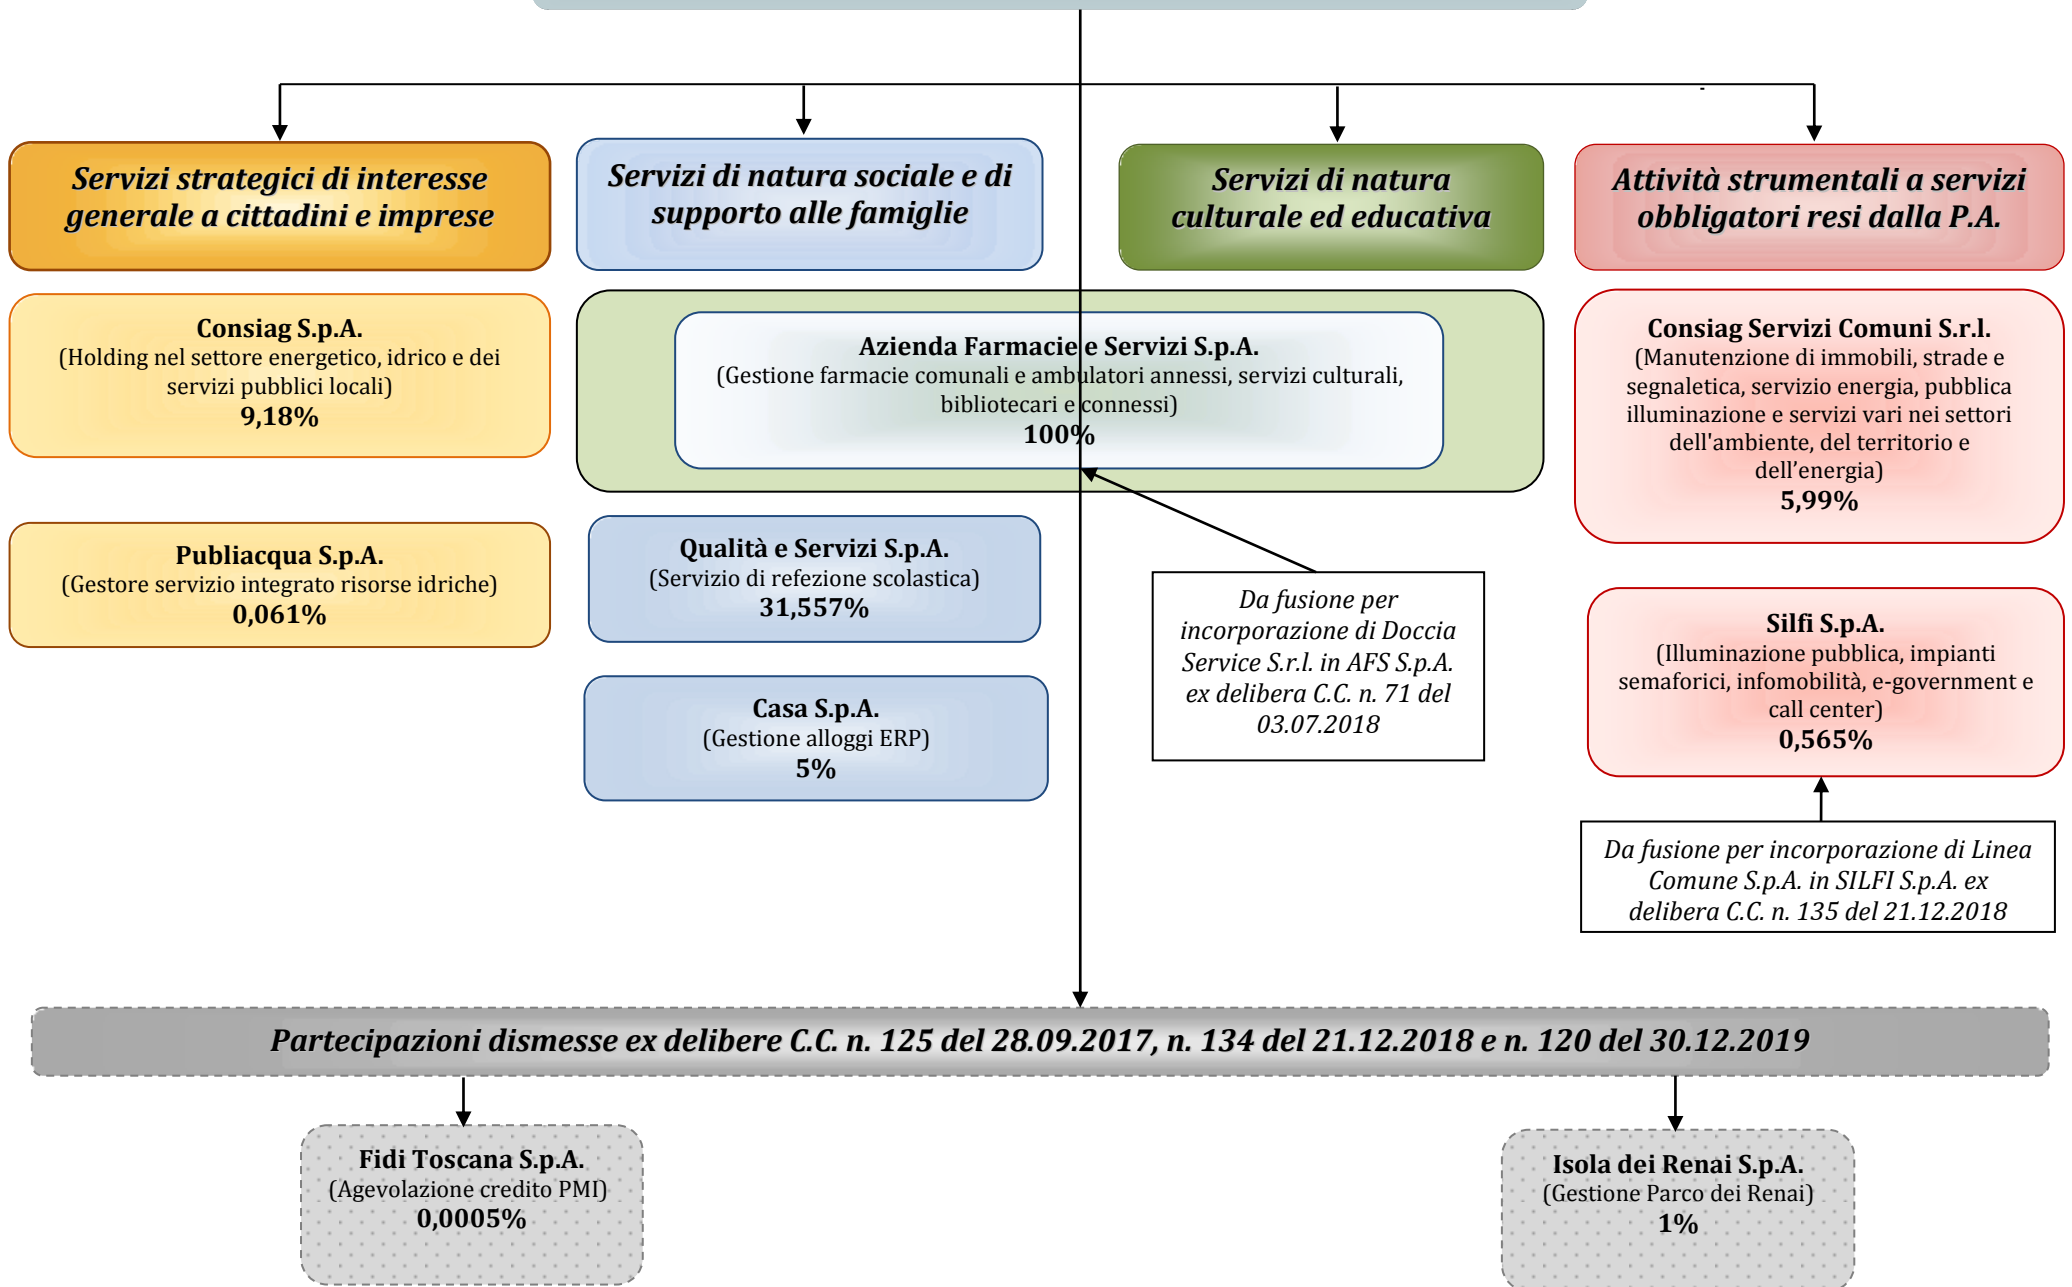 Servizi strategici di interesse
generale a cittadini e imprese
Servizi di natura sociale e di
supporto alle famiglie
Servizi di natura
culturale ed educativa
Attività strumentali a servizi
obbligatori resi dalla P.A.
Consiag S.p.A.
(Holding nel settore energetico, idrico e dei
servizi pubblici locali)
9,18%
Azienda Farmacie e Servizi S.p.A.
(Gestione farmacie comunali e ambulatori annessi, servizi culturali,
bibliotecari e connessi)
100%
Consiag Servizi Comuni S.r.l.
(Manutenzione di immobili, strade e
segnaletica, servizio energia, pubblica
illuminazione e servizi vari nei settori
dell'ambiente, del territorio e
dell’energia)
5,99%
Publiacqua S.p.A.
(Gestore servizio integrato risorse idriche)
0,061%
Qualità e Servizi S.p.A.
(Servizio di refezione scolastica)
31,557%
Da fusione per
incorporazione di Doccia
Service S.r.l. in AFS S.p.A.
ex delibera C.C. n. 71 del
03.07.2018
Silfi S.p.A.
(Illuminazione pubblica, impianti
semaforici, infomobilità, e-government e
call center)
0,565%
Casa S.p.A.
(Gestione alloggi ERP)
5%
Da fusione per incorporazione di Linea
Comune S.p.A. in SILFI S.p.A. ex
delibera C.C. n. 135 del 21.12.2018
Partecipazioni dismesse ex delibere C.C. n. 125 del 28.09.2017, n. 134 del 21.12.2018 e n. 120 del 30.12.2019
Fidi Toscana S.p.A.
(Agevolazione credito PMI)
0,0005%
Isola dei Renai S.p.A.
(Gestione Parco dei Renai)
1%